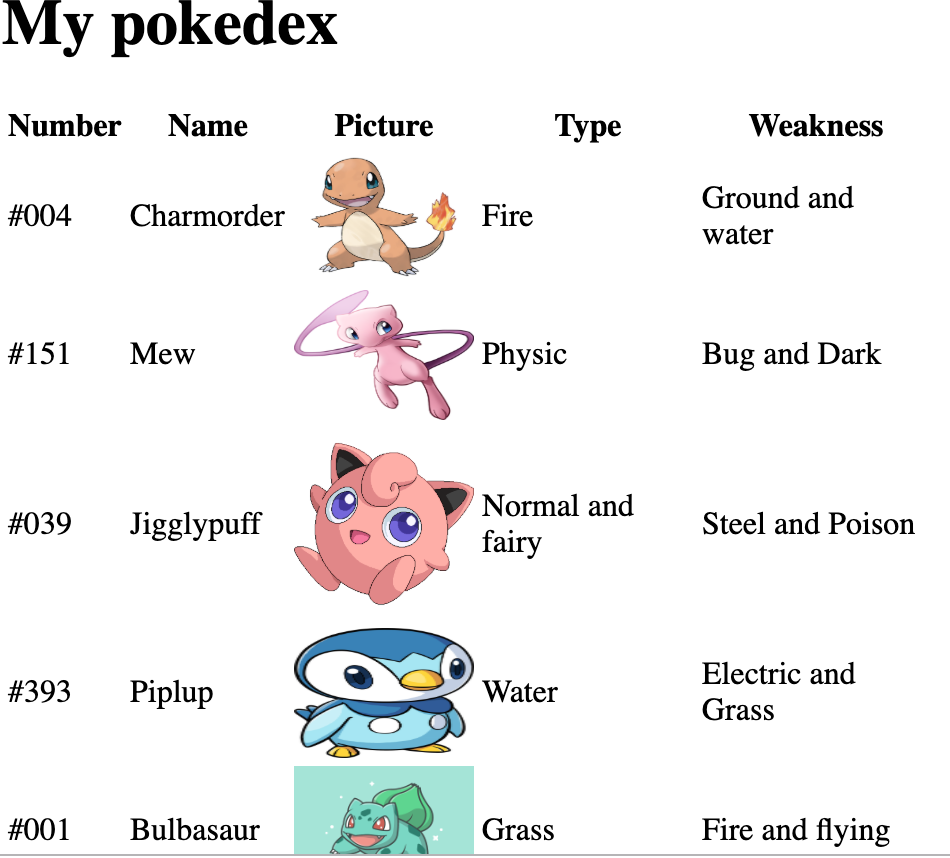 My pokedex
Number Name Picture Type Weakness
#004 Charmorder Fire Ground and
water
#151 Mew Physic Bug and Dark
#039 Jigglypuff Normal and
fairy Steel and Poison
#393 Piplup Water Electric and
Grass
#001 Bulbasaur Grass Fire and flying